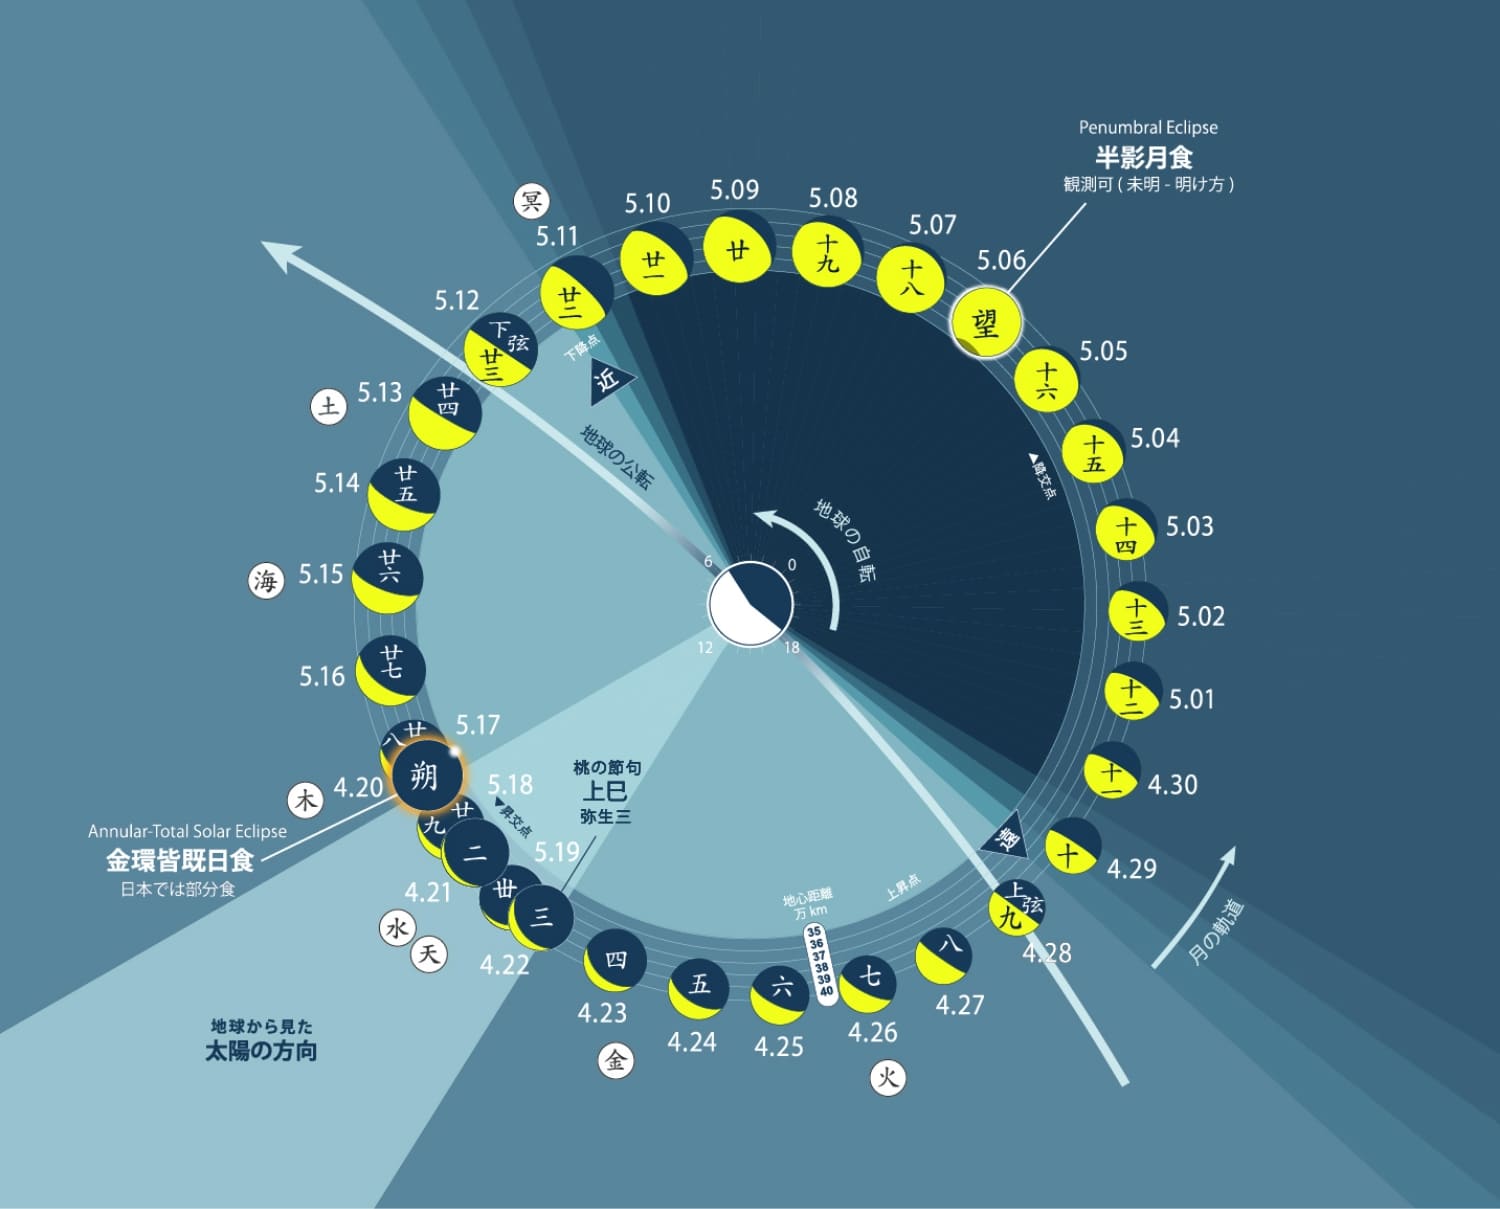 Penumbral Eclipse
半影月食
観測可 ( 未明 - 明け方 )
冥
5.11
廿二
5.10
廿一
5.09
廿
5.08
十九
5.07
十八
5.06
望
5.05
十六
5.04
十五
5.03
十四
5.02
十三
5.01
十二
4.30
十一
4.29
十
4.28
上弦
九
4.27
八
4.26
七
火
4.25
六
4.24
五
4.23
四
金
4.22
三
4.21
二
水
天
4.20
朔
木
5.12
下弦
廿三
5.13
廿四
土
5.14
廿五
5.15
廿六
海
5.16
廿七
5.17
廿八
5.18
廿九
5.19
丗
下降点
近
地球の公転
地球の自転
▲降交点
6
0
12
18
桃の節句
上巳
弥生三
▼昇交点
遠
上昇点
地心距離
万 km
35
36
37
38
39
40
月の軌道
Annular-Total Solar Eclipse
金環皆既日食
日本では部分食
地球から見た
太陽の方向